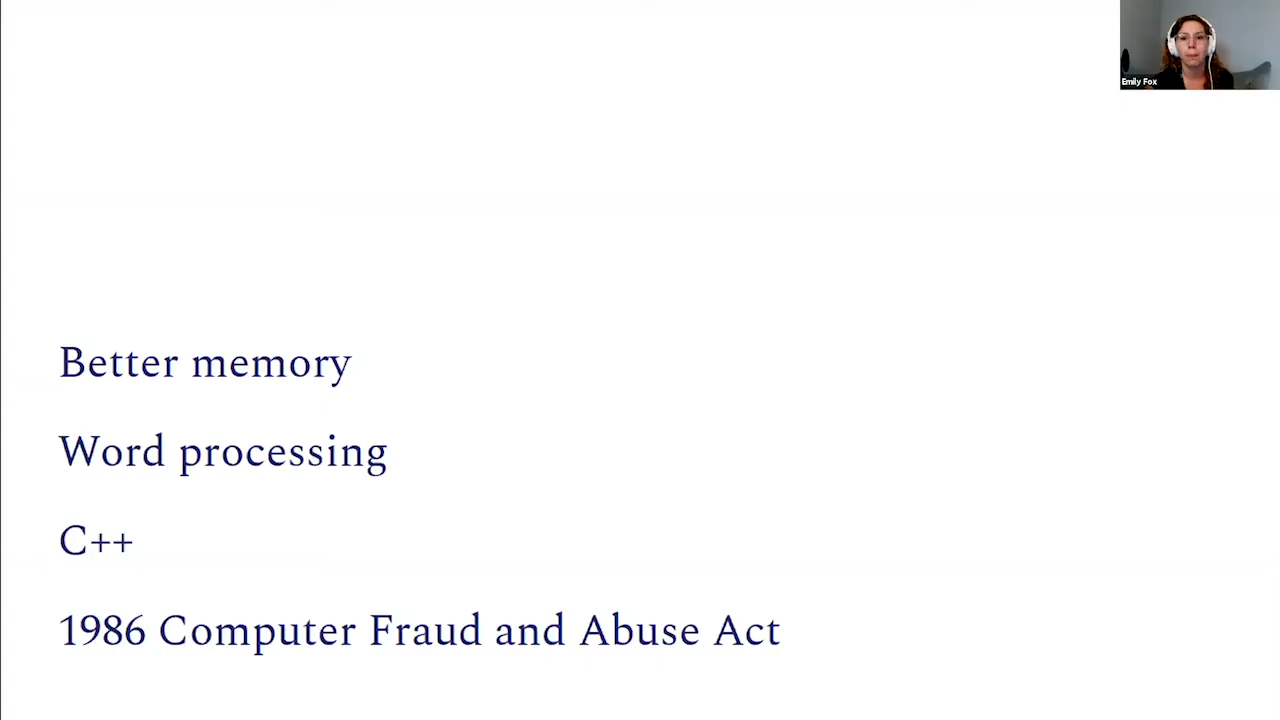 Emily Fox
Better memory
Word processing
C++
1986 Computer Fraud and Abuse Act